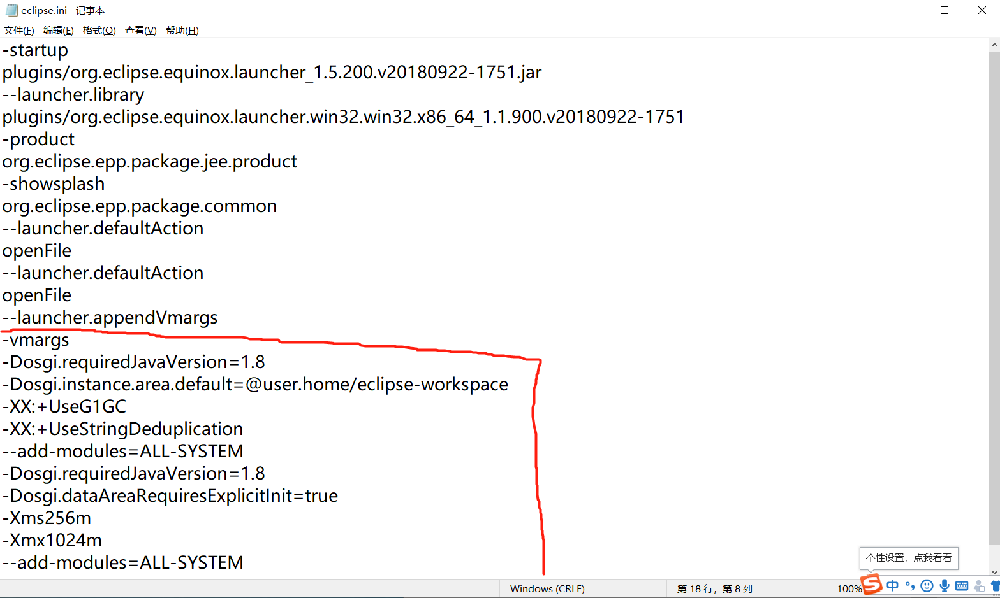 eclipse.ini - 记事本
文件(F) 编辑(E) 格式(O) 查看(V) 帮助(H)
-startup
plugins/org.eclipse.equinox.launcher_1.5.200.v20180922-1751.jar
--launcher.library
plugins/org.eclipse.equinox.launcher.win32.win32.x86_64_1.1.900.v20180922-1751
-product
org.eclipse.epp.package.jee.product
-showsplash
org.eclipse.epp.package.common
--launcher.defaultAction
openFile
--launcher.defaultAction
openFile
--launcher.appendVmargs
-vmargs
-Dosgi.requiredJavaVersion=1.8
-Dosgi.instance.area.default=@user.home/eclipse-workspace
-XX:+UseG1GC
-XX:+UseStringDeduplication
--add-modules=ALL-SYSTEM
-Dosgi.requiredJavaVersion=1.8
-Dosgi.dataAreaRequiresExplicitInit=true
-Xms256m
-Xmx1024m
--add-modules=ALL-SYSTEM
个性设置，点我看看
Windows (CRLF) 第 18 行，第 8 列 100% S 中